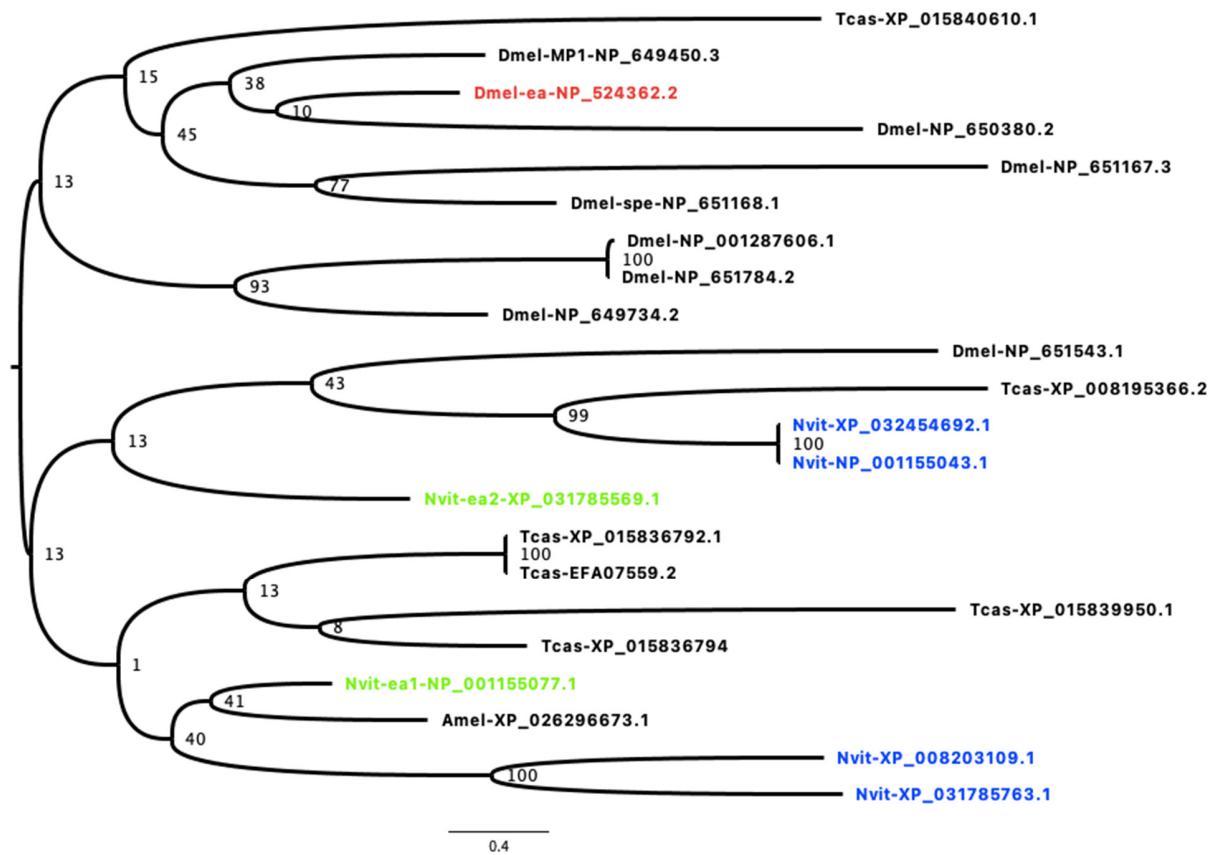 Tcas-XP_015840610.1
Dmel-MP1-NP_649450.3
15
38
Dmel-ea-NP_524362.2
10
Dmel-NP_650380.2
45
Dmel-NP_651167.3
13
77
Dmel-spe-NP_651168.1
Dmel-NP_001287606.1
100
Dmel-NP_651784.2
93
Dmel-NP_649734.2
Dmel-NP_651543.1
43
Tcas-XP_008195366.2
99
Nvit-XP_032454692.1
13
100
Nvit-NP_001155043.1
Nvit-ea2-XP_031785569.1
Tcas-XP_015836792.1
13
100
Tcas-EFA07559.2
13
Tcas-XP_015839950.1
8
Tcas-XP_015836794
1
Nvit-ea1-NP_001155077.1
41
Amel-XP_026296673.1
40
Nvit-XP_008203109.1
100
Nvit-XP_031785763.1
0.4